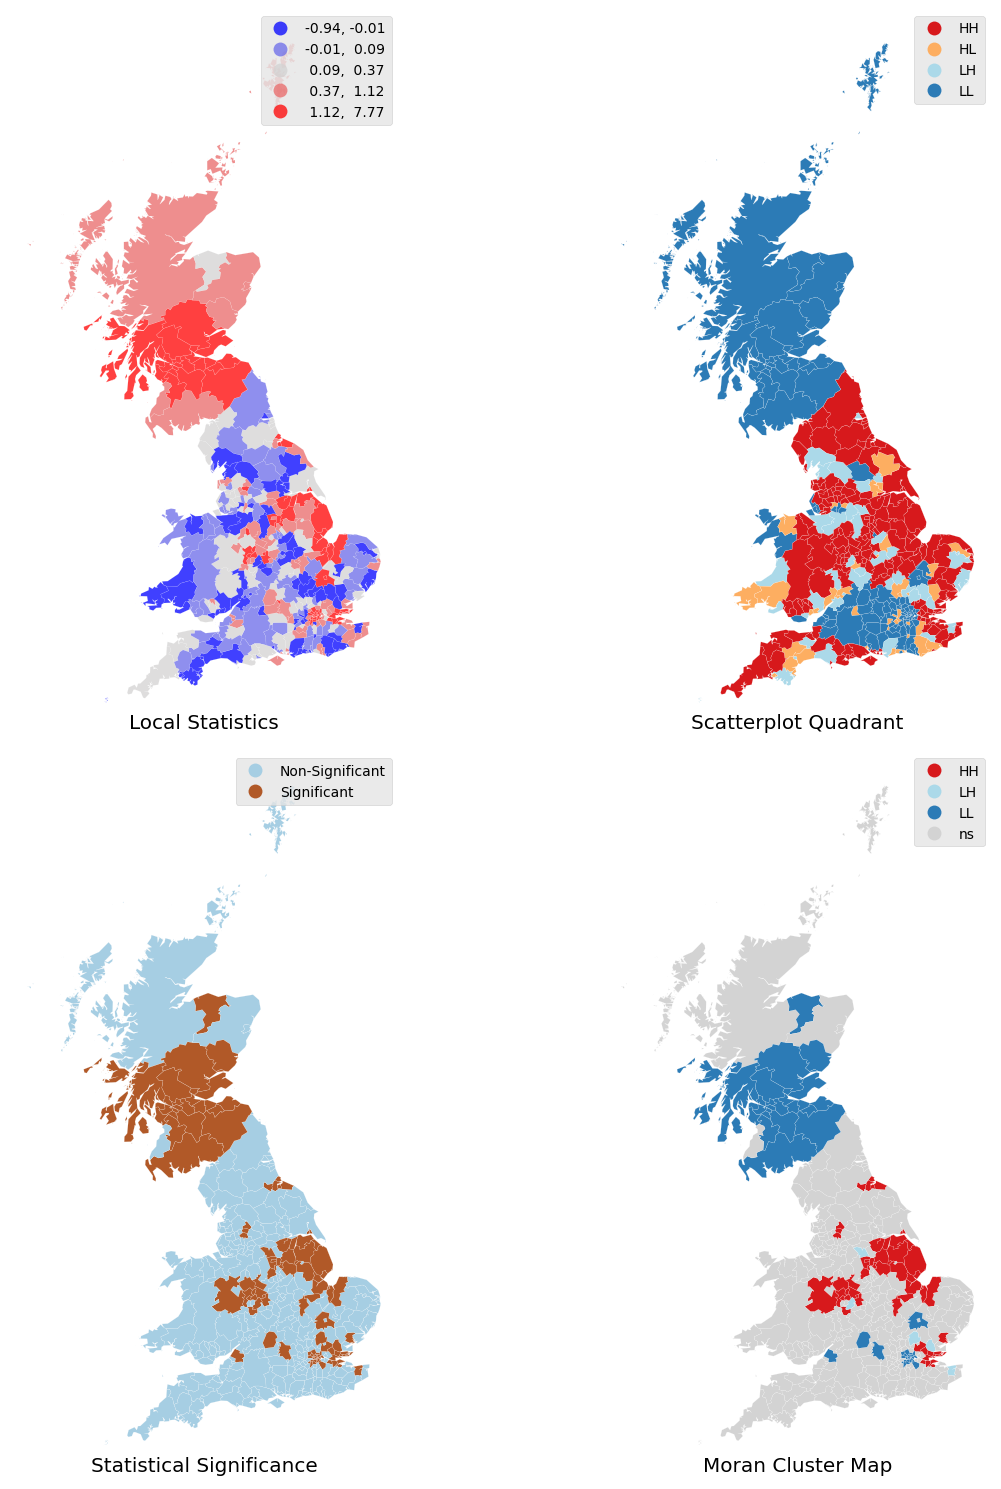 -0.94, -0.01
-0.01,  0.09
0.09,  0.37
0.37,  1.12
1.12,  7.77
HH
HL
LH
LL
Local Statistics
Scatterplot Quadrant
Non-Significant
Significant
HH
LH
LL
ns
Statistical Significance
Moran Cluster Map